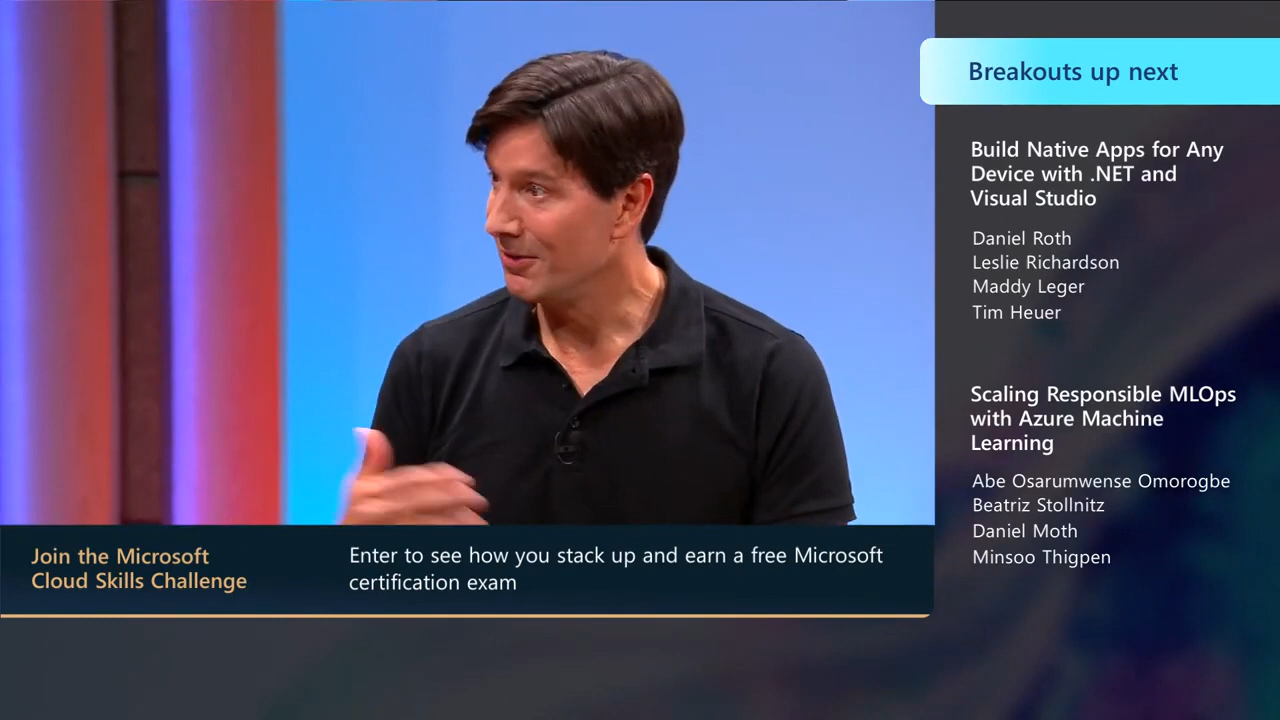 Breakouts up next
Build Native Apps for Any
Device with .NET and
Visual Studio
Daniel Roth
Leslie Richardson
Maddy Leger
Tim Heuer
Scaling Responsible MLOps
with Azure Machine
Learning
Abe Osarumwense Omorogbe
Beatriz Stollnitz
Daniel Moth
Minsoo Thigpen
Join the Microsoft
Cloud Skills Challenge
Enter to see how you stack up and earn a free Microsoft
certification exam